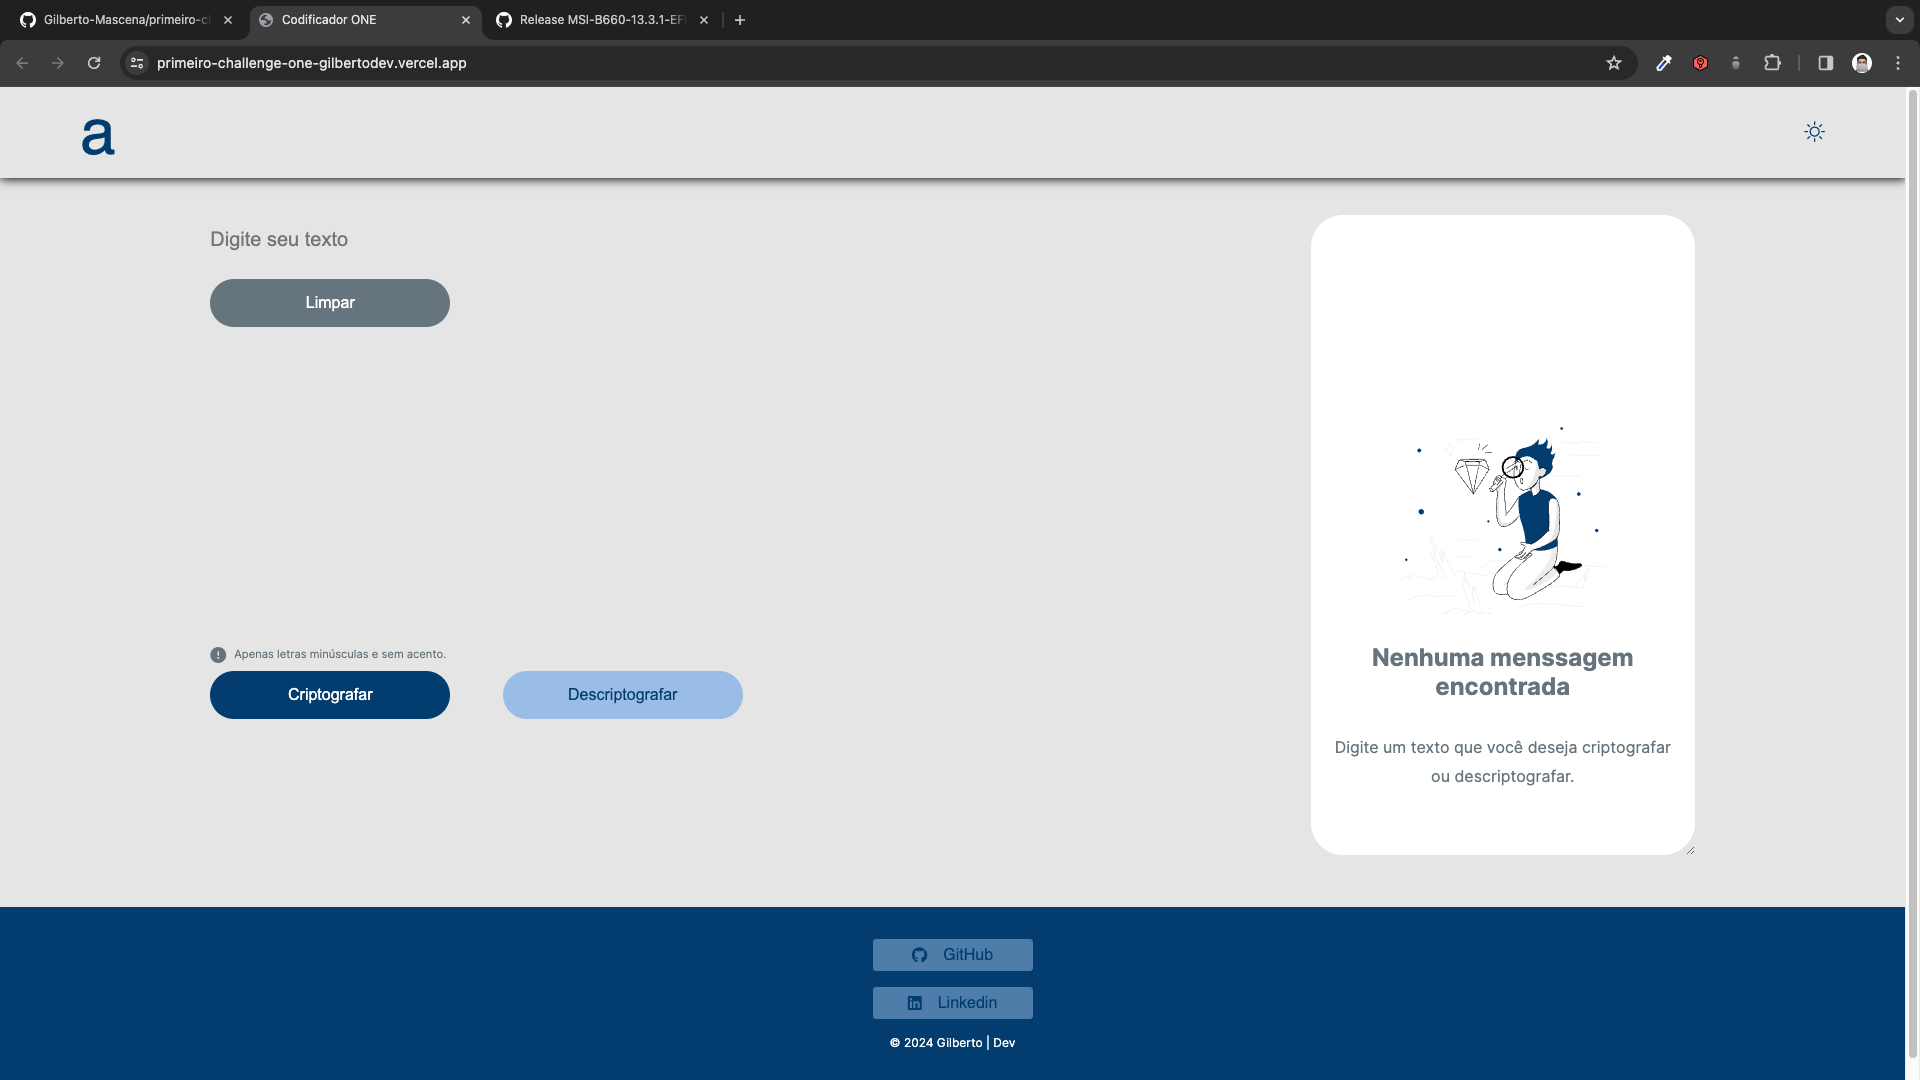 Gilberto-Mascena/primeiro-c
Codificador ONE
Release MSI-B660-13.3.1-EF
primeiro-challenge-one-gilbertodev.vercel.app
a
Digite seu texto
Limpar
Apenas letras minúsculas e sem acento.
Criptografar
Descriptografar
Nenhuma menssagem
encontrada
Digite um texto que você deseja criptografar
ou descriptografar.
GitHub
Linkedin
© 2024 Gilberto | Dev